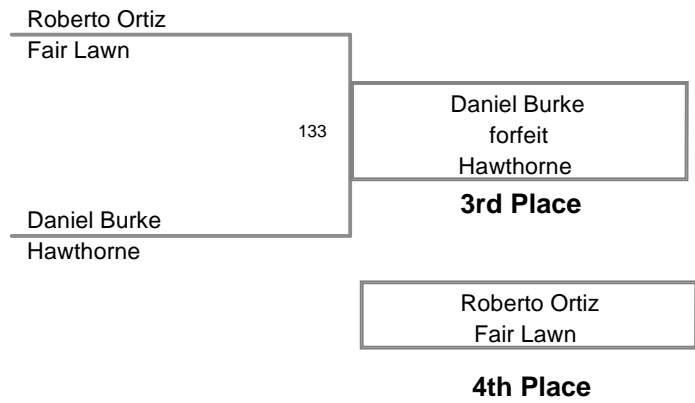 Roberto Ortiz
Fair Lawn
133
Daniel Burke
forfeit
Hawthorne
3rd Place
Daniel Burke
Hawthorne
Roberto Ortiz
Fair Lawn
4th Place